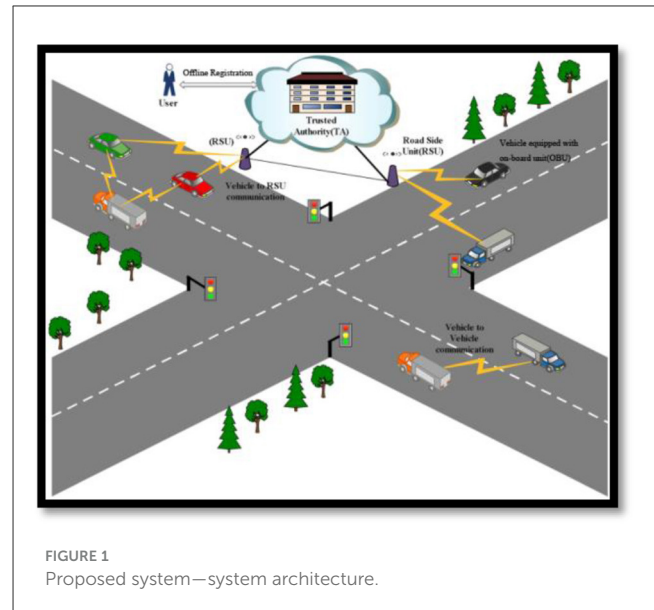 Offline Registration
User
Trusted
Authority(TA)
(RSU)
Road Side
Unit(RSU)
Vehicle equipped with
on-board unit(OBU)
Vehicle to RSU
communication
Vehicle to
Vehicle
communication
FIGURE 1
Proposed system—system architecture.